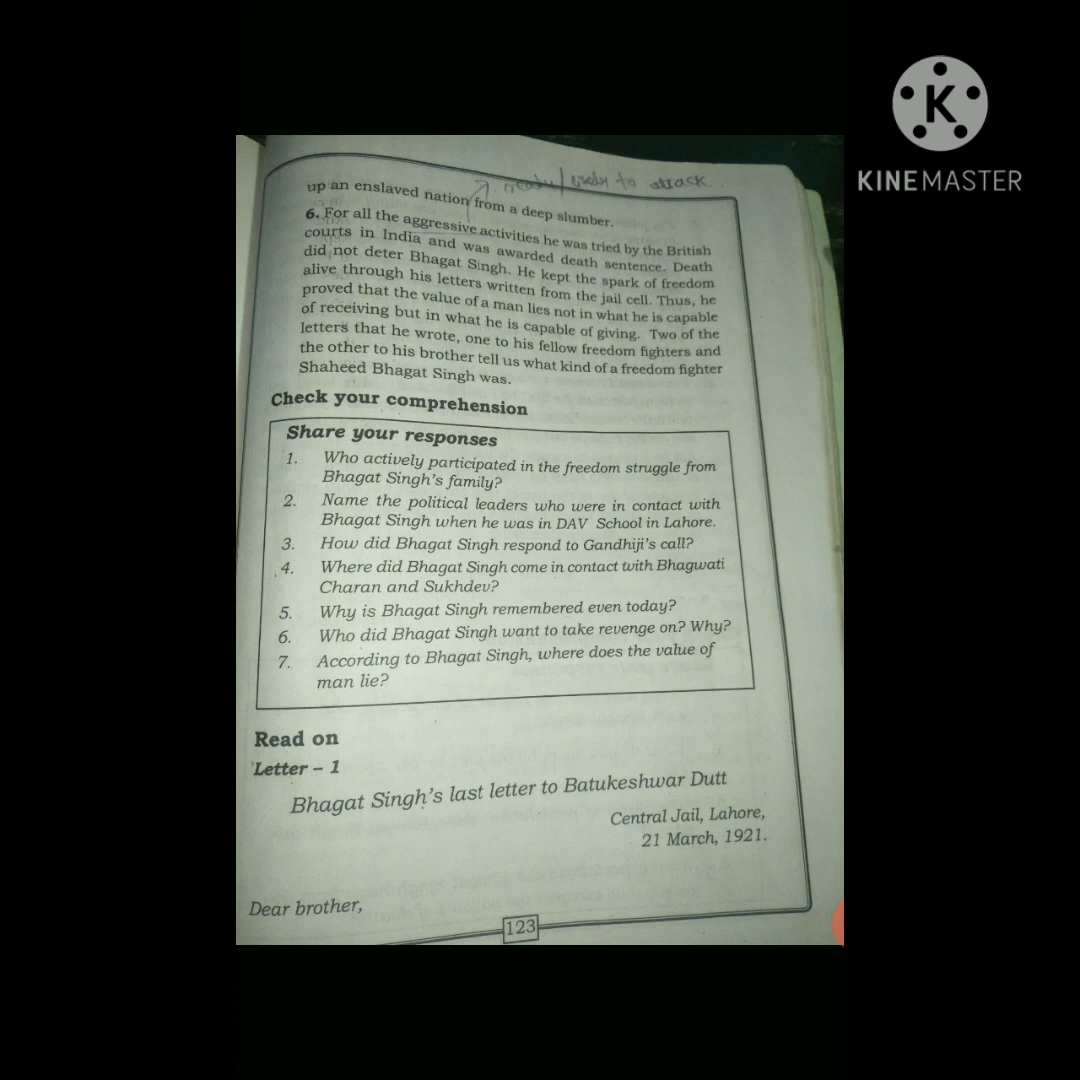 K
KINEMASTER
ready / ready to attack
up an enslaved nation from a deep slumber.
6. For all the aggressive activities he was tried by the British
courts in India and was awarded death sentence. Death
did not deter Bhagat Singh. He kept the spark of freedom
alive through his letters written from the jail cell. Thus, he
proved that the value of a man lies not in what he is capable
of receiving but in what he is capable of giving. Two of the
letters that he wrote, one to his fellow freedom fighters and
the other to his brother tell us what kind of a freedom fighter
Shaheed Bhagat Singh was.
Check your comprehension
Share your responses
1. Who actively participated in the freedom struggle from
Bhagat Singh's family?
2. Name the political leaders who were in contact with
Bhagat Singh when he was in DAV School in Lahore.
3. How did Bhagat Singh respond to Gandhiji's call?
4. Where did Bhagat Singh come in contact with Bhagwati
Charan and Sukhdev?
5. Why is Bhagat Singh remembered even today?
6. Who did Bhagat Singh want to take revenge on? Why?
7. According to Bhagat Singh, where does the value of
man lie?
Read on
Letter – 1
Bhagat Singh's last letter to Batukeshwar Dutt
Central Jail, Lahore,
21 March, 1921.
Dear brother,
123